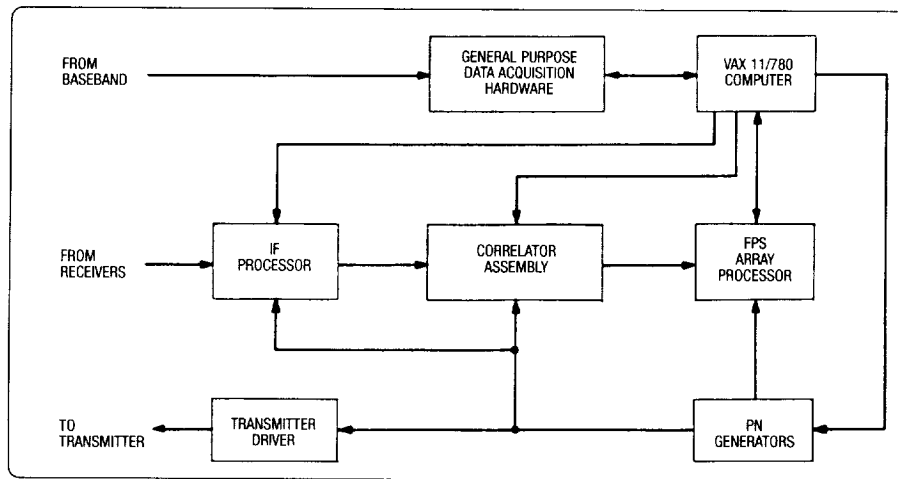 FROM
BASEBAND
GENERAL PURPOSE
DATA ACQUISITION
HARDWARE
VAX 11/780
COMPUTER
FROM
RECEIVERS
IF
PROCESSOR
CORRELATOR
ASSEMBLY
FPS
ARRAY
PROCESSOR
TO
TRANSMITTER
TRANSMITTER
DRIVER
PN
GENERATORS